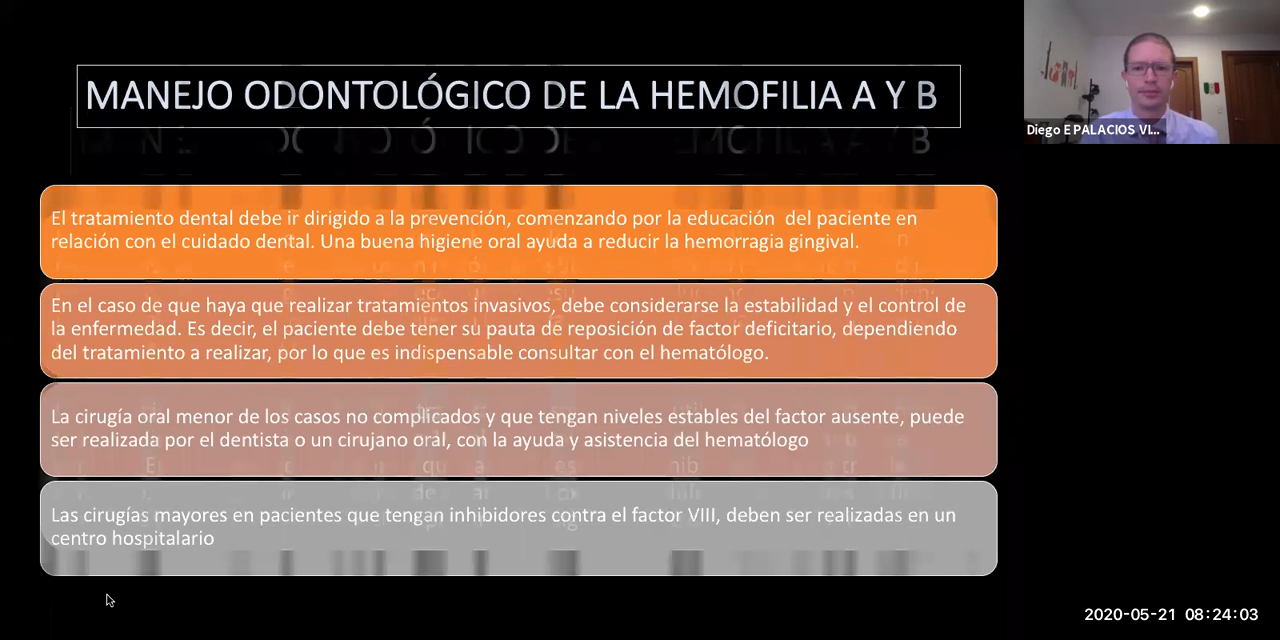 MANEJO ODONTOLÓGICO DE LA HEMOFILIA A Y B
Diego E PALACIOS VI...
El tratamiento dental debe ir dirigido a la prevención, comenzando por la educación del paciente en
relación con el cuidado dental. Una buena higiene oral ayuda a reducir la hemorragia gingival.
En el caso de que haya que realizar tratamientos invasivos, debe considerarse la estabilidad y el control de
la enfermedad. Es decir, el paciente debe tener su pauta de reposición de factor deficitario, dependiendo
del tratamiento a realizar, por lo que es indispensable consultar con el hematólogo.
La cirugía oral menor de los casos no complicados y que tengan niveles estables del factor ausente, puede
ser realizada por el dentista o un cirujano oral, con la ayuda y asistencia del hematólogo
Las cirugías mayores en pacientes que tengan inhibidores contra el factor VIII, deben ser realizadas en un
centro hospitalario
2020-05-21 08:24:03